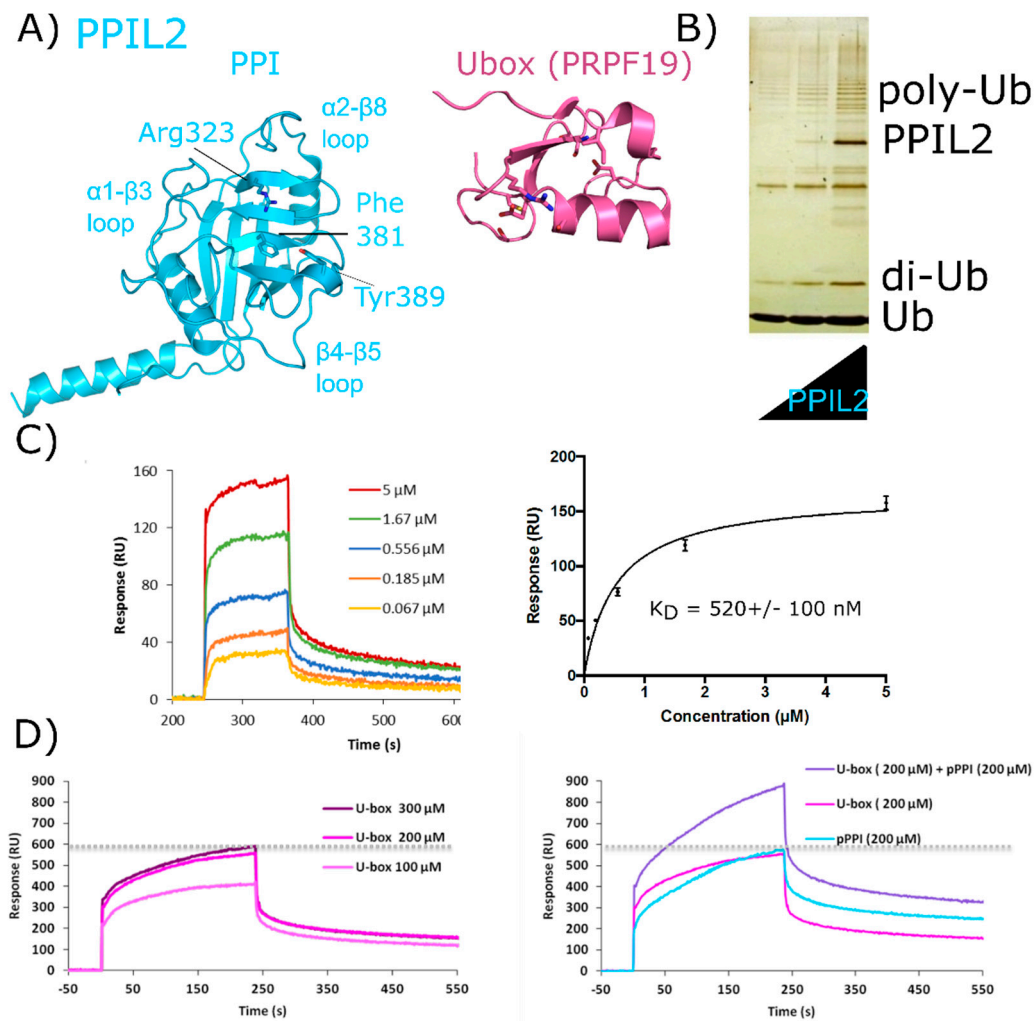 A)
PPIL2
PPI
Arg323
α2-β8
loop
α1-β3
loop
Phe
381
Tyr389
β4-β5
loop
Ubox (PRPF19)
B)
poly-Ub
PPIL2
di-Ub
Ub
PPIL2
C)
160
120
80
40
0
Response (RU)
200
300
400
500
600
Time (s)
5 µM
1.67 µM
0.556 µM
0.185 µM
0.067 µM
200
150
100
50
0
Response (RU)
0
1
2
3
4
5
Concentration (µM)
KD = 520+/- 100 nM
D)
900
800
700
600
500
400
300
200
100
0
Response (RU)
-50
50
150
250
350
450
550
Time (s)
U-box 300 µM
U-box 200 µM
U-box 100 µM
900
800
700
600
500
400
300
200
100
0
Response (RU)
-50
50
150
250
350
450
550
Time (s)
U-box ( 200 µM) + pPPI (200 µM)
U-box ( 200 µM)
pPPI (200 µM)